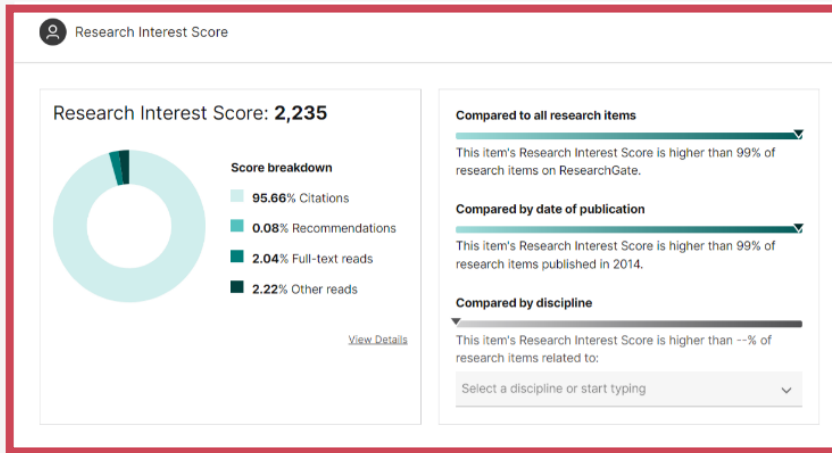 Research Interest Score
Research Interest Score: 2,235
Score breakdown
95.66% Citations
0.08% Recommendations
2.04% Full-text reads
2.22% Other reads
View Details
Compared to all research items
This item's Research Interest Score is higher than 99% of
research items on ResearchGate.
Compared by date of publication
This item's Research Interest Score is higher than 99% of
research items published in 2014.
Compared by discipline
This item's Research Interest Score is higher than --% of
research items related to:
Select a discipline or start typing